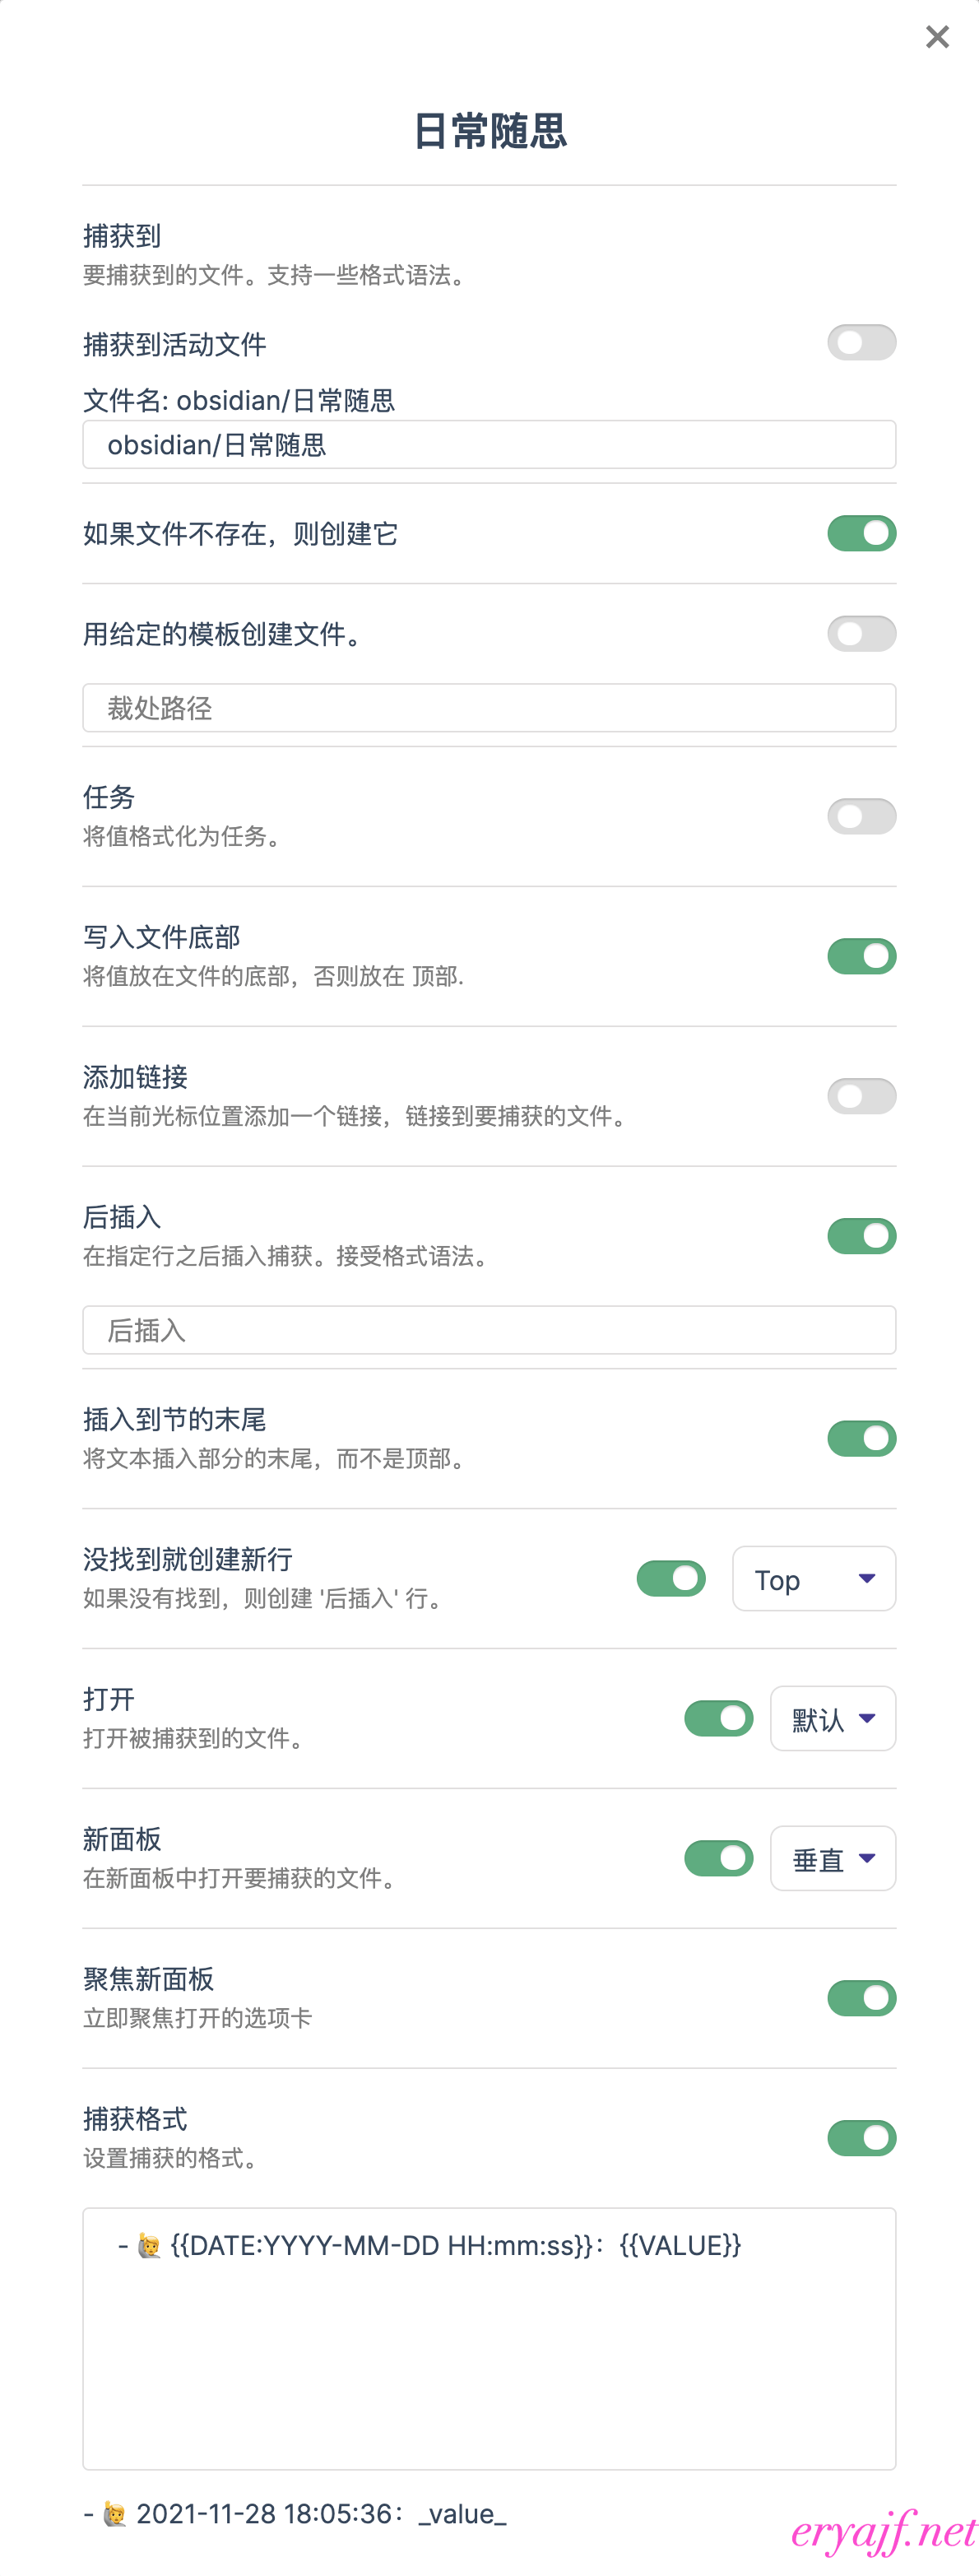 日常随思
捕获到
要捕获到的文件。支持一些格式语法。
捕获到活动文件
文件名: obsidian/日常随思
obsidian/日常随思
如果文件不存在，则创建它
用给定的模板创建文件。
裁处路径
任务
将值格式化为任务。
写入文件底部
将值放在文件的底部，否则放在 顶部.
添加链接
在当前光标位置添加一个链接，链接到要捕获的文件。
后插入
在指定行之后插入捕获。接受格式语法。
后插入
插入到节的末尾
将文本插入部分的末尾，而不是顶部。
没找到就创建新行
如果没有找到，则创建 '后插入' 行。
Top
打开
打开被捕获到的文件。
默认
新面板
在新面板中打开要捕获的文件。
垂直
聚焦新面板
立即聚焦打开的选项卡
捕获格式
设置捕获的格式。
- 🙋 {{DATE:YYYY-MM-DD HH:mm:ss}}：{{VALUE}}
- 🙋 2021-11-28 18:05:36：_value_
eryajf.net